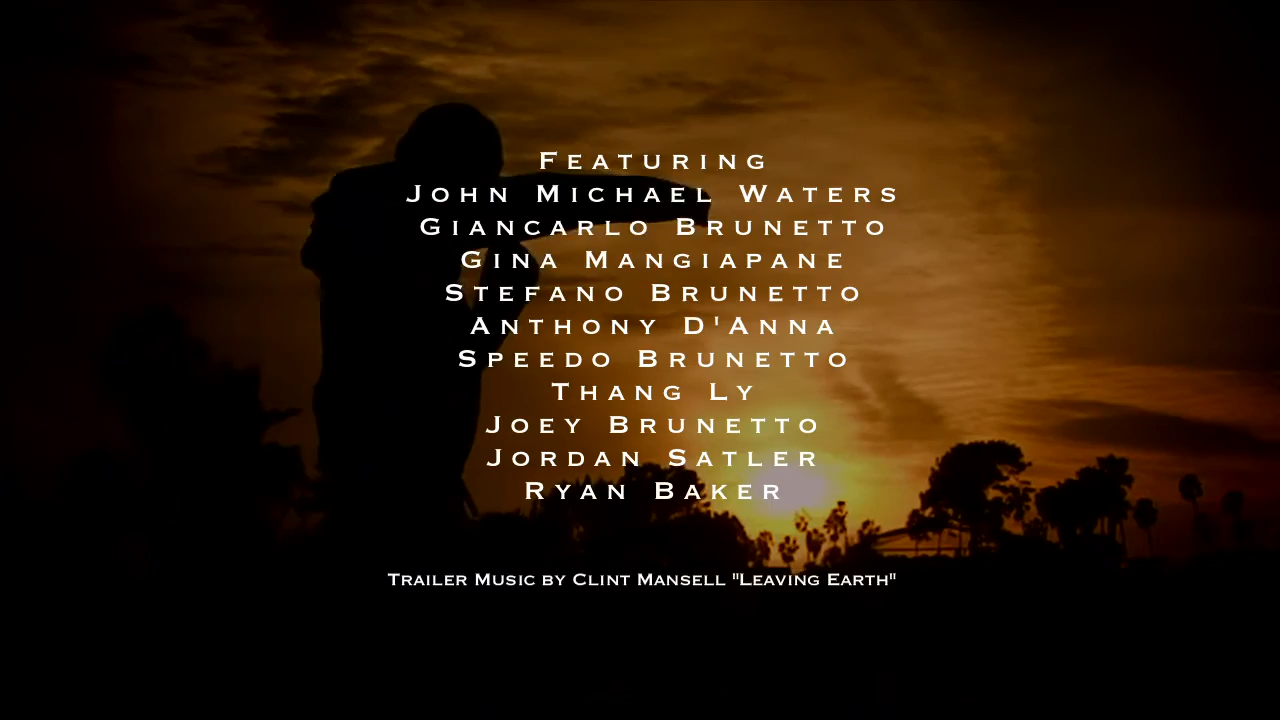 Featuring
John Michael Waters
Giancarlo Brunetto
Gina Mangiapane
Stefano Brunetto
Anthony D'Anna
Speedo Brunetto
Thang Ly
Joey Brunetto
Jordan Satler
Ryan Baker
Trailer Music by Clint Mansell "Leaving Earth"